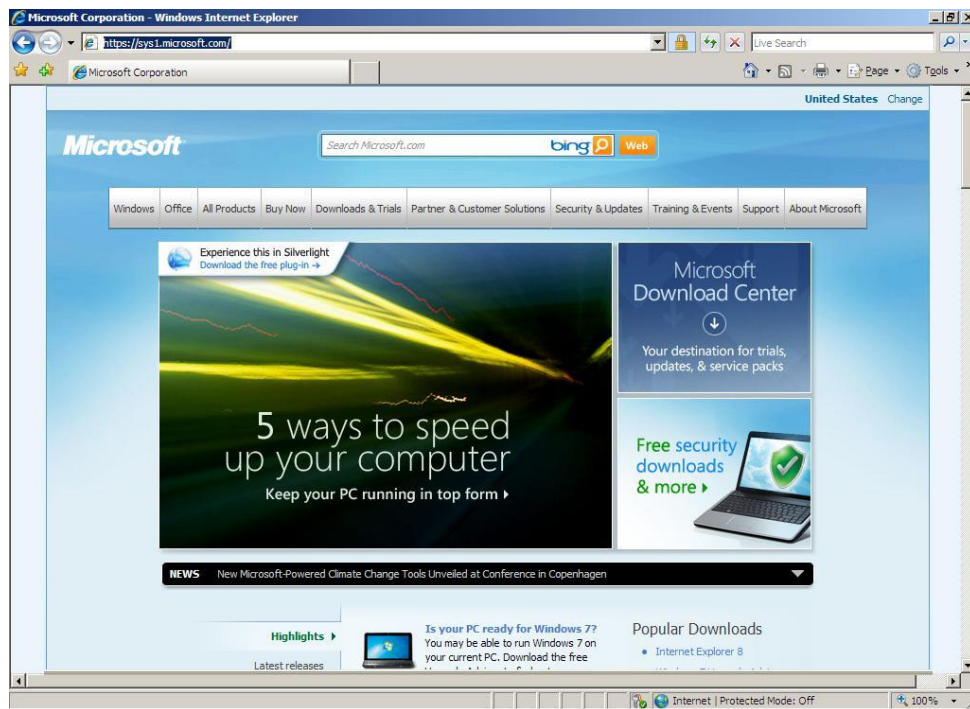 Microsoft Corporation - Windows Internet Explorer
https://sys1.microsoft.com/
Live Search
Microsoft Corporation
Page
Tools
United States Change
Microsoft
Search Microsoft.com
bing
Web
Windows Office All Products Buy Now Downloads & Trials Partner & Customer Solutions Security & Updates Training & Events Support About Microsoft
Experience this in Silverlight
Download the free plug-in →
5 ways to speed
up your computer
Keep your PC running in top form
Microsoft
Download Center
Your destination for trials,
updates, & service packs
Free security
downloads
& more
NEWS New Microsoft-Powered Climate Change Tools Unveiled at Conference in Copenhagen
Highlights
Latest releases
Is your PC ready for Windows 7?
You may be able to run Windows 7 on
your current PC. Download the free
Popular Downloads
Internet Explorer 8
Internet | Protected Mode: Off
100%